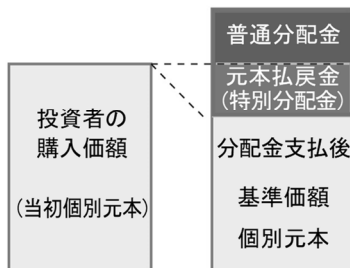 投資者の
購入価額
(当初個別元本)
普通分配金
元本払戻金
(特別分配金)
分配金支払後
基準価額
個別元本